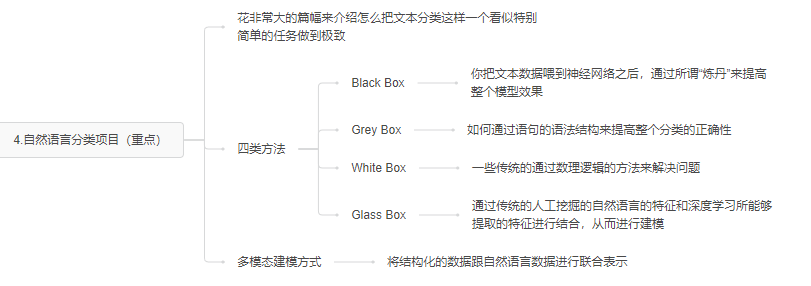 花非常大的篇幅来介绍怎么把文本分类这样一个看似特别
简单的任务做到极致
4.自然语言分类项目（重点）
四类方法
Black Box
你把文本数据喂到神经网络之后，通过所谓“炼丹”来提高
整个模型效果
Grey Box
如何通过语句的语法结构来提高整个分类的正确性
White Box
一些传统的通过数理逻辑的方法来解决问题
Glass Box
通过传统的人工挖掘的自然语言的特征和深度学习所能够
提取的特征进行结合，从而进行建模
多模态建模方式
将结构化的数据跟自然语言数据进行联合表示